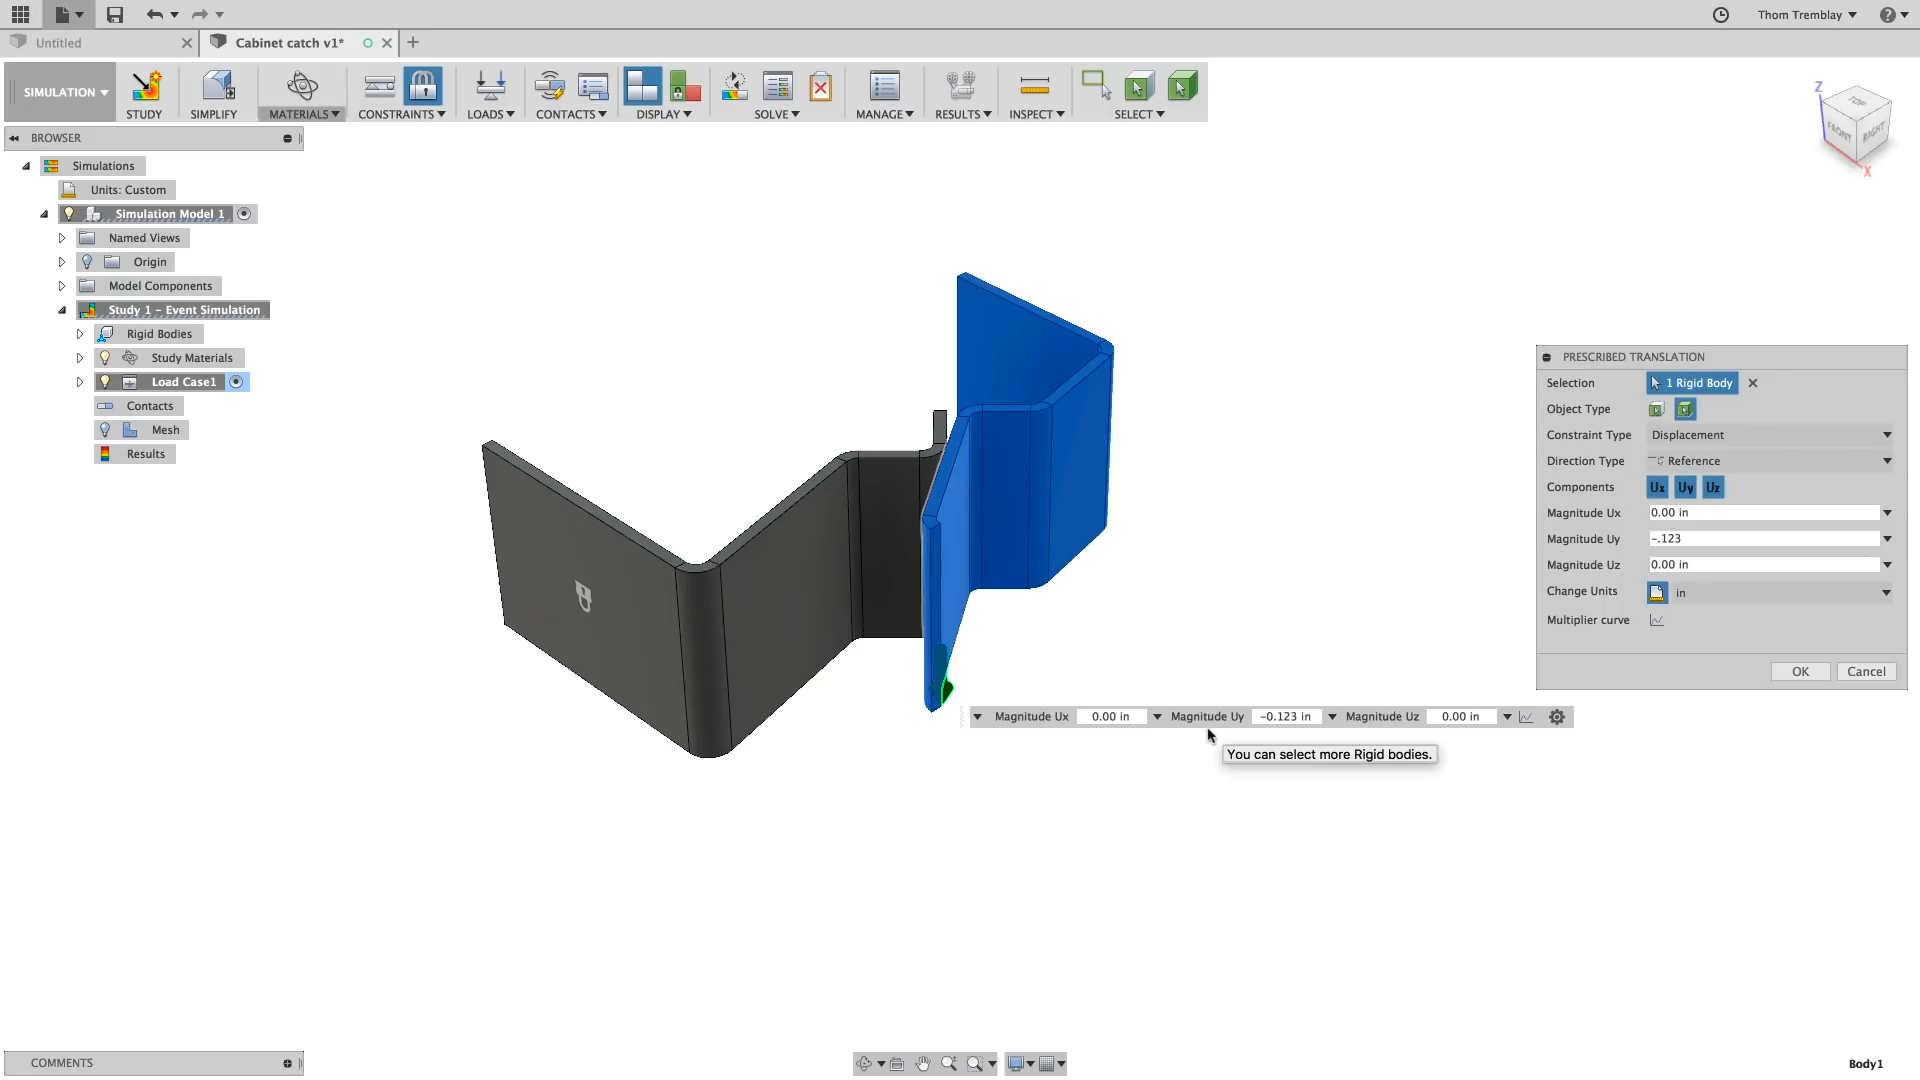 Thom Tremblay
Untitled
Cabinet catch v1*
SIMULATION
STUDY
SIMPLIFY
MATERIALS
CONSTRAINTS
LOADS
CONTACTS
DISPLAY
SOLVE
MANAGE
RESULTS
INSPECT
SELECT
Z
TOP
FRONT
RIGHT
X
BROWSER
Simulations
Units: Custom
Simulation Model 1
Named Views
Origin
Model Components
Study 1 - Event Simulation
Rigid Bodies
Study Materials
Load Case1
Contacts
Mesh
Results
PRESCRIBED TRANSLATION
Selection 1 Rigid Body
Object Type
Constraint Type Displacement
Direction Type Reference
Components Ux Uy Uz
Magnitude Ux 0.00 in
Magnitude Uy -.123
Magnitude Uz 0.00 in
Change Units in
Multiplier curve
OK Cancel
Magnitude Ux 0.00 in Magnitude Uy -0.123 in Magnitude Uz 0.00 in
You can select more Rigid bodies.
COMMENTS
Body1